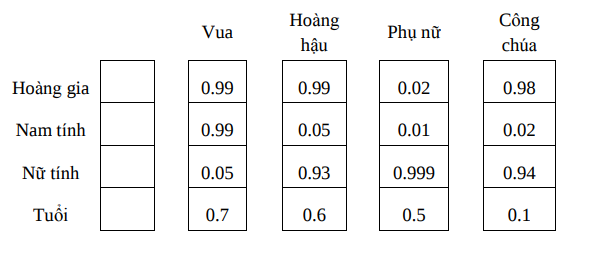 Vua Hoàng hậu Phụ nữ Công chúa
Hoàng gia 0.99 0.99 0.02 0.98
Nam tính 0.99 0.05 0.01 0.02
Nữ tính 0.05 0.93 0.999 0.94
Tuổi 0.7 0.6 0.5 0.1